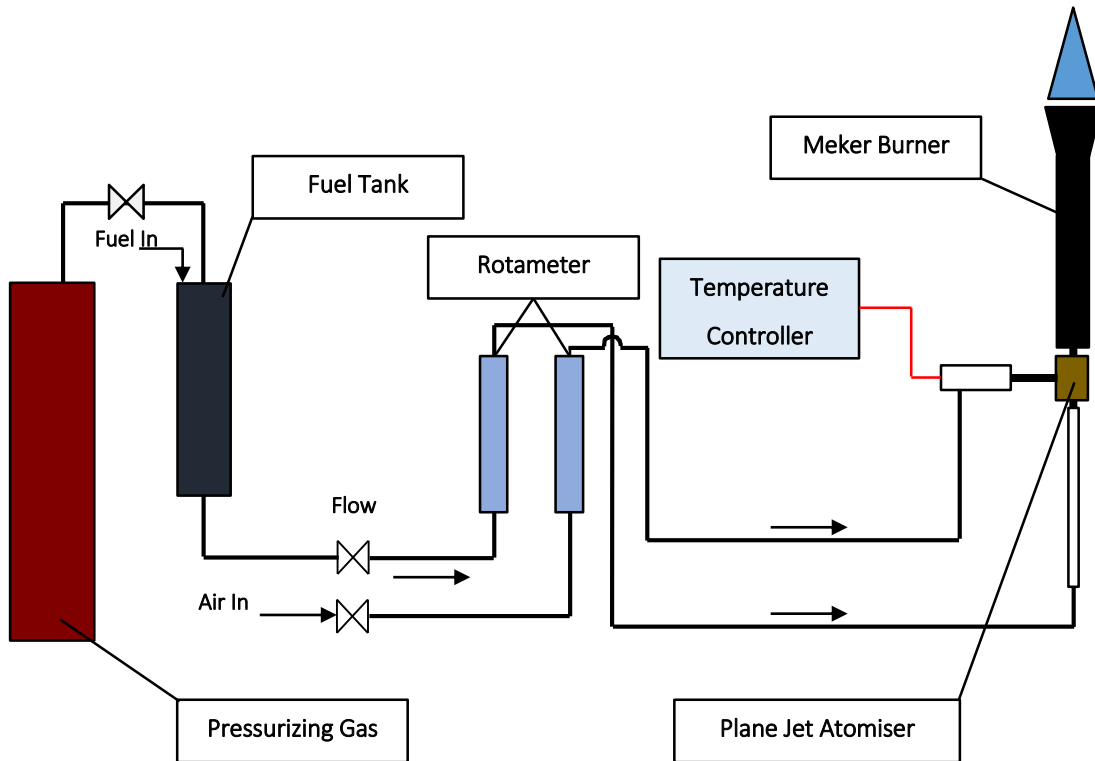 Meker Burner
Fuel Tank
Fuel In
Rotameter
Temperature
Controller
Flow
Air In
Pressurizing Gas
Plane Jet Atomiser